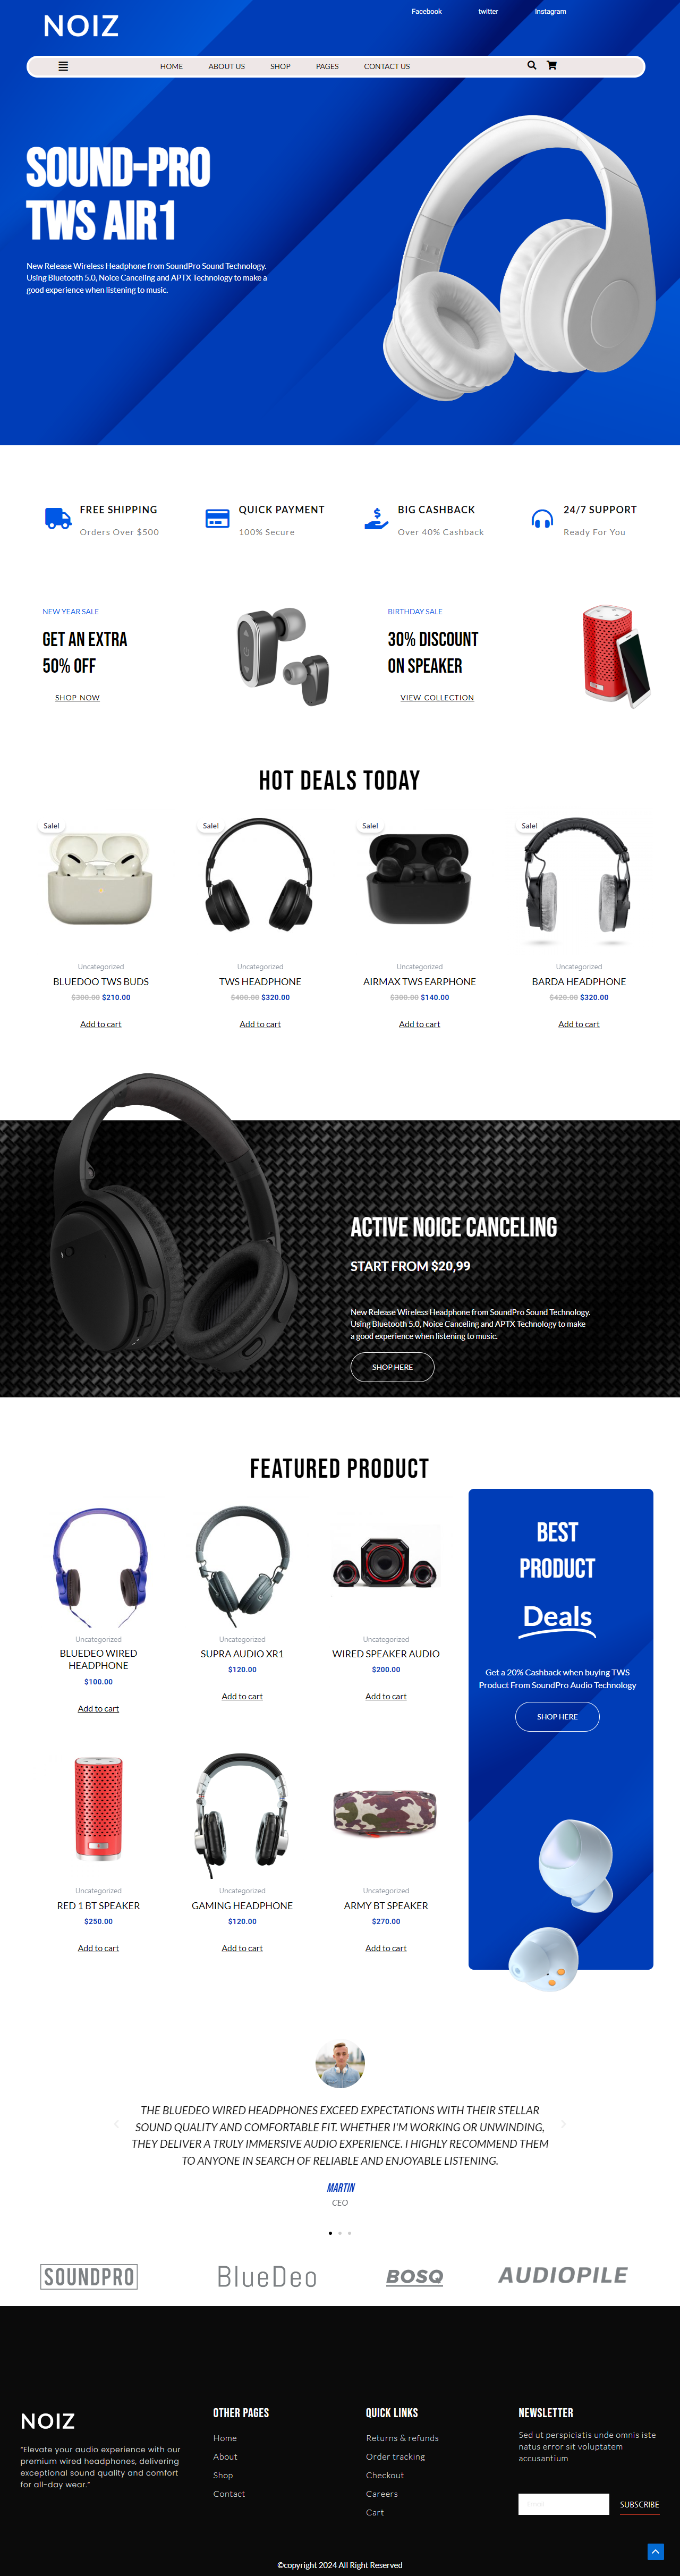 NOIZ
Facebook
twitter
Instagram
HOME
ABOUT US
SHOP
PAGES
CONTACT US
SOUND-PRO
TWS AIR1
New Release Wireless Headphone from SoundPro Sound Technology.
Using Bluetooth 5.0, Noice Canceling and APTX Technology to make a
good experience when listening to music.
FREE SHIPPING
Orders Over $500
QUICK PAYMENT
100% Secure
BIG CASHBACK
Over 40% Cashback
24/7 SUPPORT
Ready For You
NEW YEAR SALE
GET AN EXTRA
50% OFF
SHOP NOW
BIRTHDAY SALE
30% DISCOUNT
ON SPEAKER
VIEW COLLECTION
HOT DEALS TODAY
Sale!
Uncategorized
BLUEDOO TWS BUDS
$300.00 $210.00
Add to cart
Sale!
Uncategorized
TWS HEADPHONE
$400.00 $320.00
Add to cart
Sale!
Uncategorized
AIRMAX TWS EARPHONE
$300.00 $140.00
Add to cart
Sale!
Uncategorized
BARDA HEADPHONE
$420.00 $320.00
Add to cart
ACTIVE NOICE CANCELING
START FROM $20,99
New Release Wireless Headphone from SoundPro Sound Technology.
Using Bluetooth 5.0, Noice Canceling and APTX Technology to make
a good experience when listening to music.
SHOP HERE
FEATURED PRODUCT
Uncategorized
BLUEDEO WIRED
HEADPHONE
$100.00
Add to cart
Uncategorized
SUPRA AUDIO XR1
$120.00
Add to cart
Uncategorized
WIRED SPEAKER AUDIO
$200.00
Add to cart
Uncategorized
RED 1 BT SPEAKER
$250.00
Add to cart
Uncategorized
GAMING HEADPHONE
$120.00
Add to cart
Uncategorized
ARMY BT SPEAKER
$270.00
Add to cart
BEST
PRODUCT
Deals
Get a 20% Cashback when buying TWS
Product From SoundPro Audio Technology
SHOP HERE
THE BLUEDEO WIRED HEADPHONES EXCEED EXPECTATIONS WITH THEIR STELLAR
SOUND QUALITY AND COMFORTABLE FIT. WHETHER I'M WORKING OR UNWINDING,
THEY DELIVER A TRULY IMMERSIVE AUDIO EXPERIENCE. I HIGHLY RECOMMEND THEM
TO ANYONE IN SEARCH OF RELIABLE AND ENJOYABLE LISTENING.
MARTIN
CEO
SOUNDPRO
BlueDeo
BOSQ
AUDIOPILE
NOIZ
"Elevate your audio experience with our
premium wired headphones, delivering
exceptional sound quality and comfort
for all-day wear."
OTHER PAGES
Home
About
Shop
Contact
QUICK LINKS
Returns & refunds
Order tracking
Checkout
Careers
Cart
NEWSLETTER
Sed ut perspiciatis unde omnis iste
natus error sit voluptatem
accusantium
SUBSCRIBE
©copyright 2024 All Right Reserved